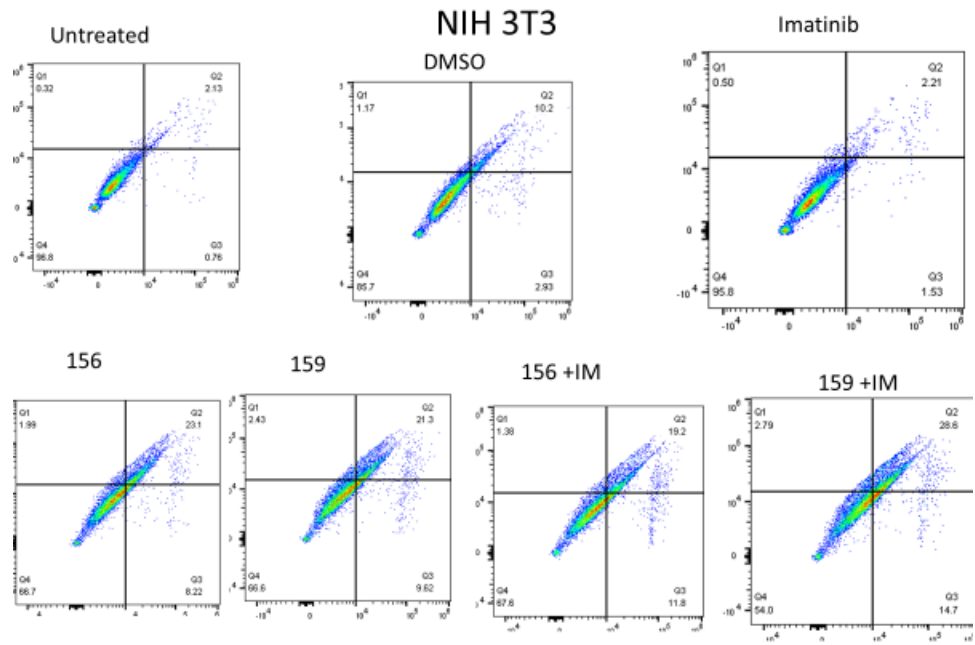 NIH 3T3
Untreated
DMSO
Imatinib
Q1
0.32
Q2
2.13
Q4
96.8
Q3
0.76
Q1
1.17
Q2
10.2
Q4
85.7
Q3
2.93
Q1
0.50
Q2
2.21
Q4
95.8
Q3
1.53
156
159
156 +IM
159 +IM
Q1
1.99
Q2
23.1
Q4
66.7
Q3
8.22
Q1
2.43
Q2
21.3
Q4
66.6
Q3
9.62
Q1
1.38
Q2
19.2
Q4
67.6
Q3
11.8
Q1
2.79
Q2
28.6
Q4
54.0
Q3
14.7